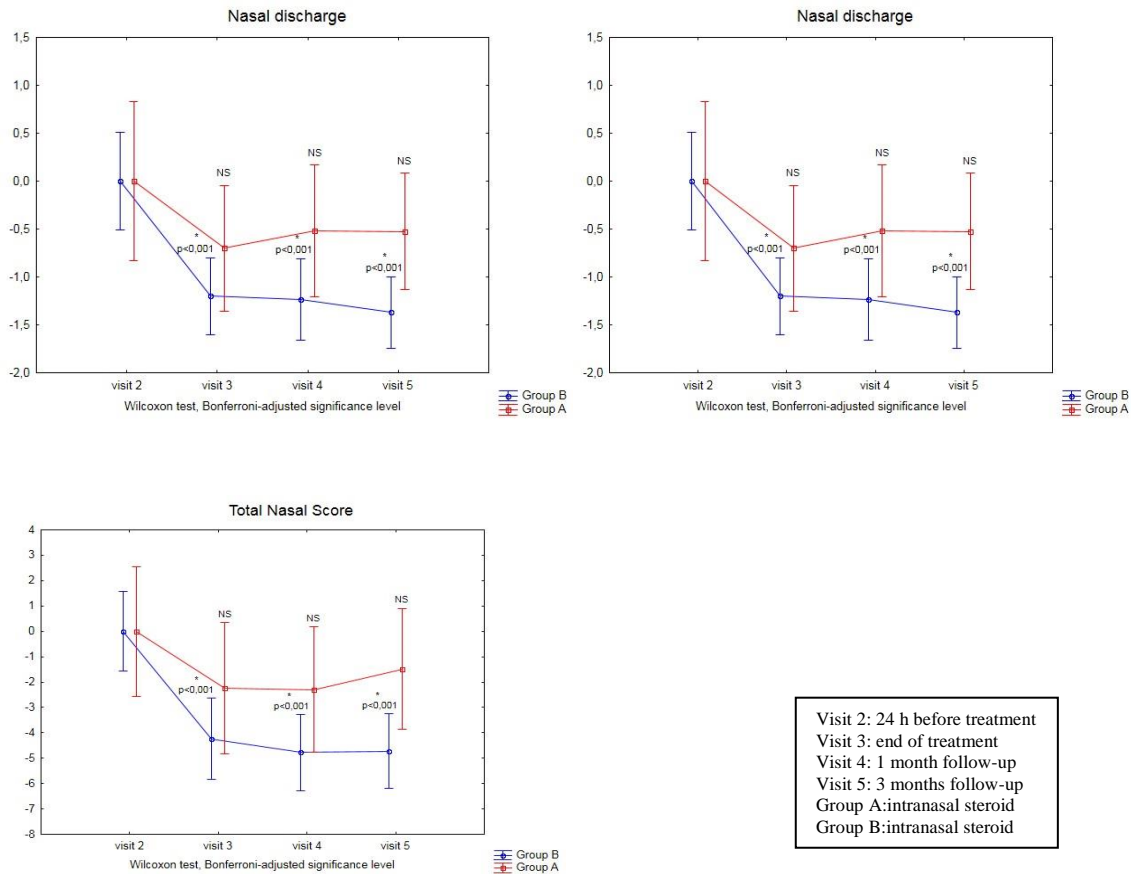 Nasal discharge
1,5
1,0
0,5
0,0
-0,5
-1,0
-1,5
-2,0
NS
NS
NS
*
p<0,001
*
p<0,001
*
p<0,001
visit 2 visit 3 visit 4 visit 5
Wilcoxon test, Bonferroni-adjusted significance level
Group B
Group A
Nasal discharge
1,5
1,0
0,5
0,0
-0,5
-1,0
-1,5
-2,0
NS
NS
NS
*
p<0,001
*
p<0,001
*
p<0,001
visit 2 visit 3 visit 4 visit 5
Wilcoxon test, Bonferroni-adjusted significance level
Group B
Group A
Total Nasal Score
4
3
2
1
0
-1
-2
-3
-4
-5
-6
-7
-8
NS
NS
NS
*
p<0,001
*
p<0,001
*
p<0,001
visit 2 visit 3 visit 4 visit 5
Wilcoxon test, Bonferroni-adjusted significance level
Group B
Group A
Visit 2: 24 h before treatment
Visit 3: end of treatment
Visit 4: 1 month follow-up
Visit 5: 3 months follow-up
Group A:intranasal steroid
Group B:intranasal steroid